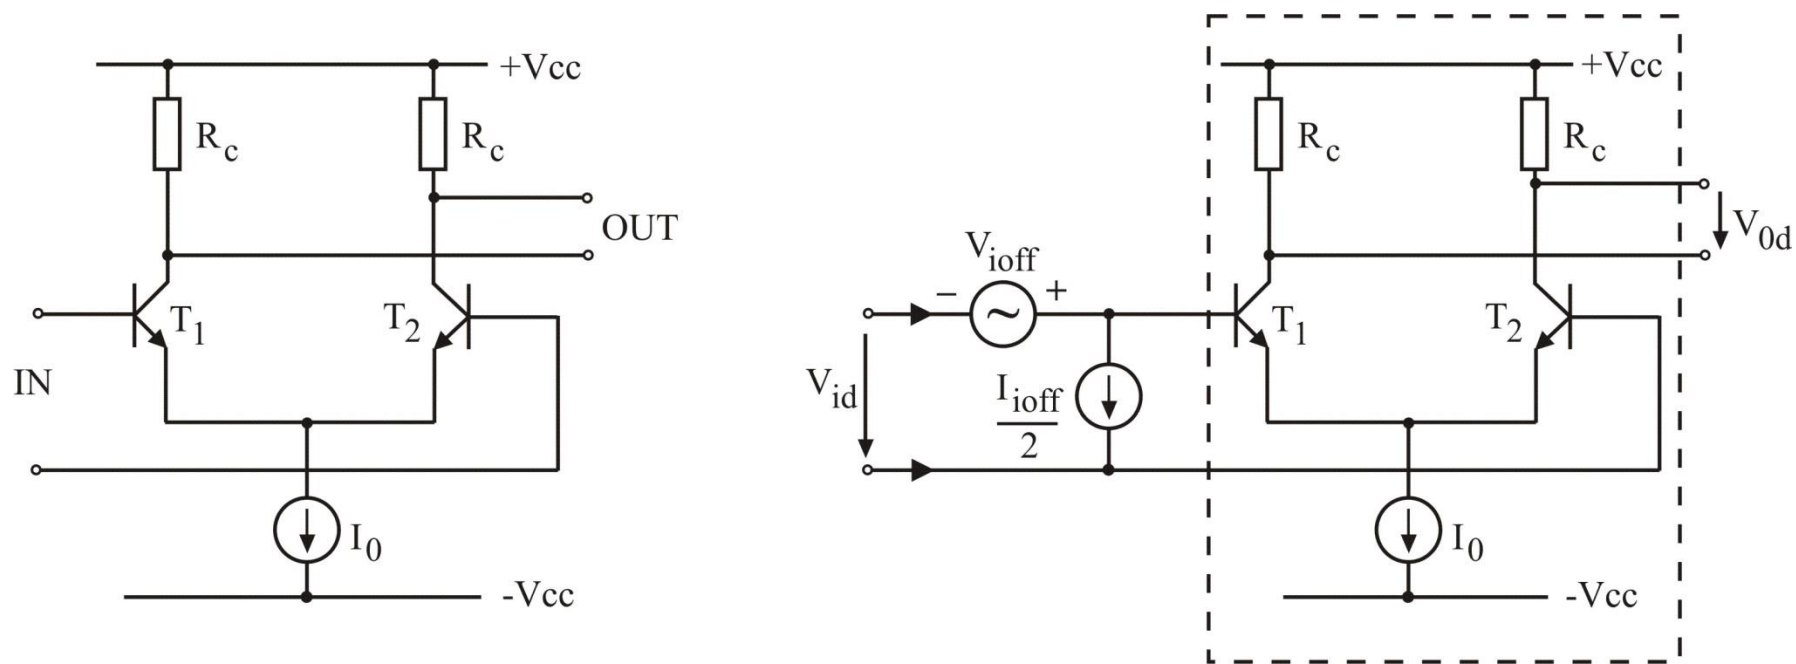 +Vcc
Rc
Rc
OUT
T1
T2
IN
I0
-Vcc
+Vcc
Rc
Rc
V0d
Vioff
− +
~
T1
T2
Vid
Iioff
2
I0
-Vcc